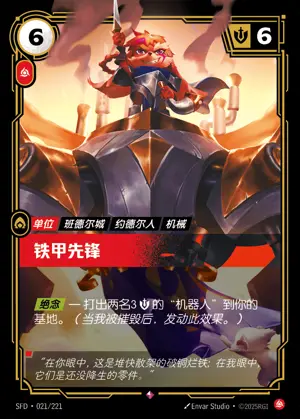 6
6
单位 班德尔城 约德尔人 机械
铁甲先锋
绝念 — 打出两名3 的“机器人”到你的
基地。（当我被摧毁后，发动此效果。）
“在你眼中，这是堆快散架的破铜烂铁；在我眼中，
它们是还没降生的零件。”
SFD · 021/221
Envar Studio · ©2025RGI